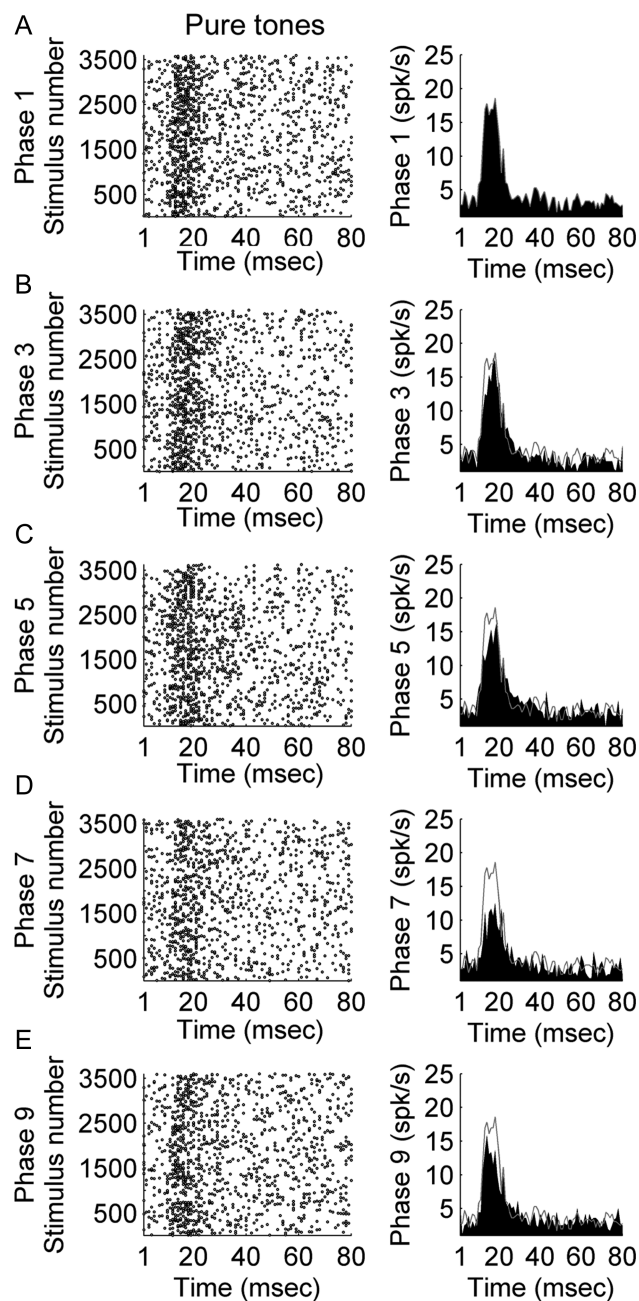 A
Pure tones
Phase 1
Stimulus number
3500
2500
1500
500
1 20 40 60 80
Time (msec)
Phase 1 (spk/s)
25
20
15
10
5
1 20 40 60 80
Time (msec)
B
Phase 3
Stimulus number
3500
2500
1500
500
1 20 40 60 80
Time (msec)
Phase 3 (spk/s)
25
20
15
10
5
1 20 40 60 80
Time (msec)
C
Phase 5
Stimulus number
3500
2500
1500
500
1 20 40 60 80
Time (msec)
Phase 5 (spk/s)
25
20
15
10
5
1 20 40 60 80
Time (msec)
D
Phase 7
Stimulus number
3500
2500
1500
500
1 20 40 60 80
Time (msec)
Phase 7 (spk/s)
25
20
15
10
5
1 20 40 60 80
Time (msec)
E
Phase 9
Stimulus number
3500
2500
1500
500
1 20 40 60 80
Time (msec)
Phase 9 (spk/s)
25
20
15
10
5
1 20 40 60 80
Time (msec)